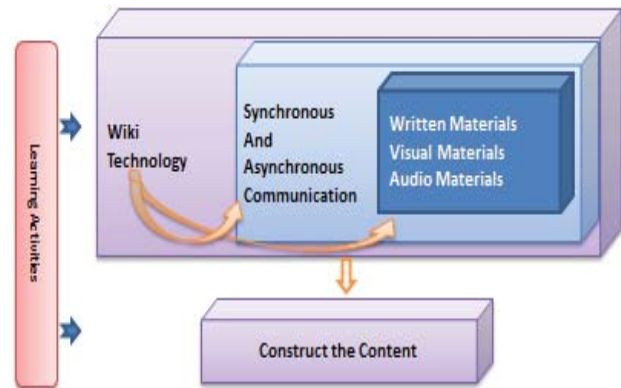 Learning Activities
Wiki
Technology
Synchronous
And
Asynchronous
Communication
Written Materials
Visual Materials
Audio Materials
Construct the Content